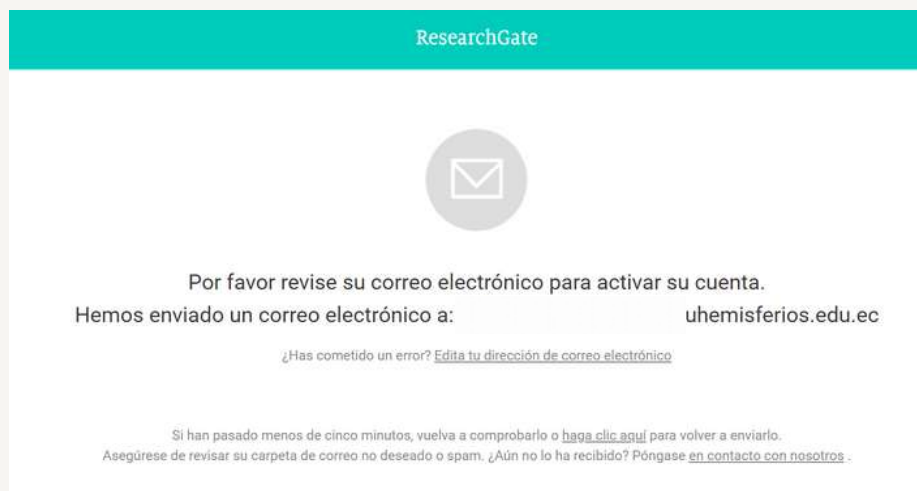 ResearchGate
Por favor revise su correo electrónico para activar su cuenta.
Hemos enviado un correo electrónico a: uhemisferios.edu.ec
¿Has cometido un error? Edita tu dirección de correo electrónico
Si han pasado menos de cinco minutos, vuelva a comprobarlo o haga clic aquí para volver a enviarlo.
Asegúrese de revisar su carpeta de correo no deseado o spam. ¿Aún no lo ha recibido? Póngase en contacto con nosotros .